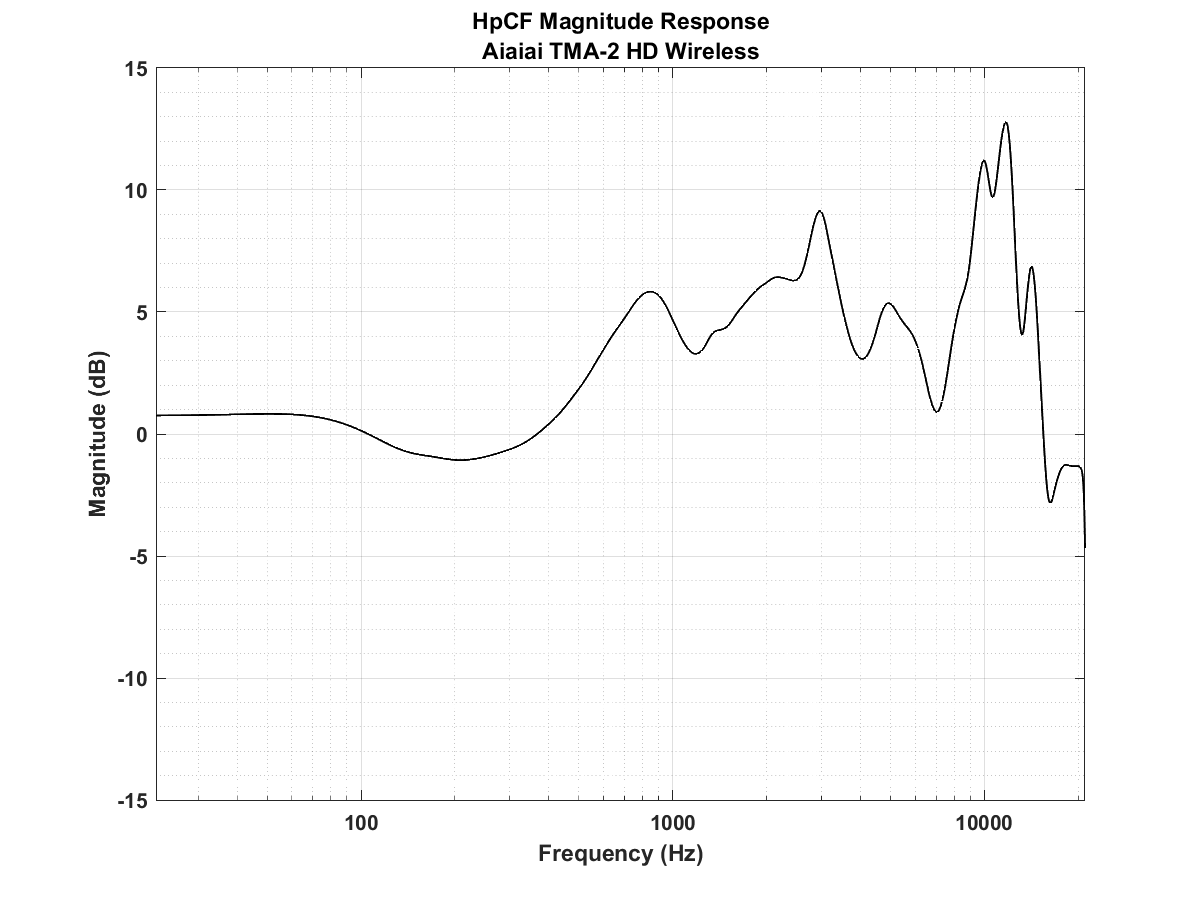 HpCF Magnitude Response
Aiaiai TMA-2 HD Wireless
15
10
5
0
-5
-10
-15
Magnitude (dB)
100
1000
10000
Frequency (Hz)